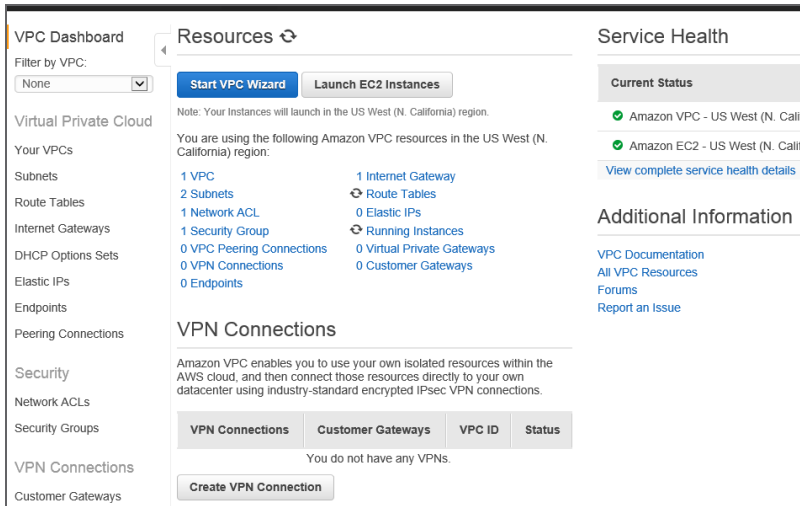 VPC Dashboard
Filter by VPC:
None
Virtual Private Cloud
Your VPCs
Subnets
Route Tables
Internet Gateways
DHCP Options Sets
Elastic IPs
Endpoints
Peering Connections
Security
Network ACLs
Security Groups
VPN Connections
Customer Gateways
Resources
Start VPC Wizard
Launch EC2 Instances
Note: Your Instances will launch in the US West (N. California) region.
You are using the following Amazon VPC resources in the US West (N.
California) region:
1 VPC
1 Internet Gateway
2 Subnets
Route Tables
1 Network ACL
0 Elastic IPs
1 Security Group
Running Instances
0 VPC Peering Connections
0 Virtual Private Gateways
0 VPN Connections
0 Customer Gateways
0 Endpoints
VPN Connections
Amazon VPC enables you to use your own isolated resources within the
AWS cloud, and then connect those resources directly to your own
datacenter using industry-standard encrypted IPsec VPN connections.
VPN Connections Customer Gateways VPC ID Status
You do not have any VPNs.
Create VPN Connection
Service Health
Current Status
Amazon VPC - US West (N. Cali
Amazon EC2 - US West (N. Calif
View complete service health details
Additional Information
VPC Documentation
All VPC Resources
Forums
Report an Issue